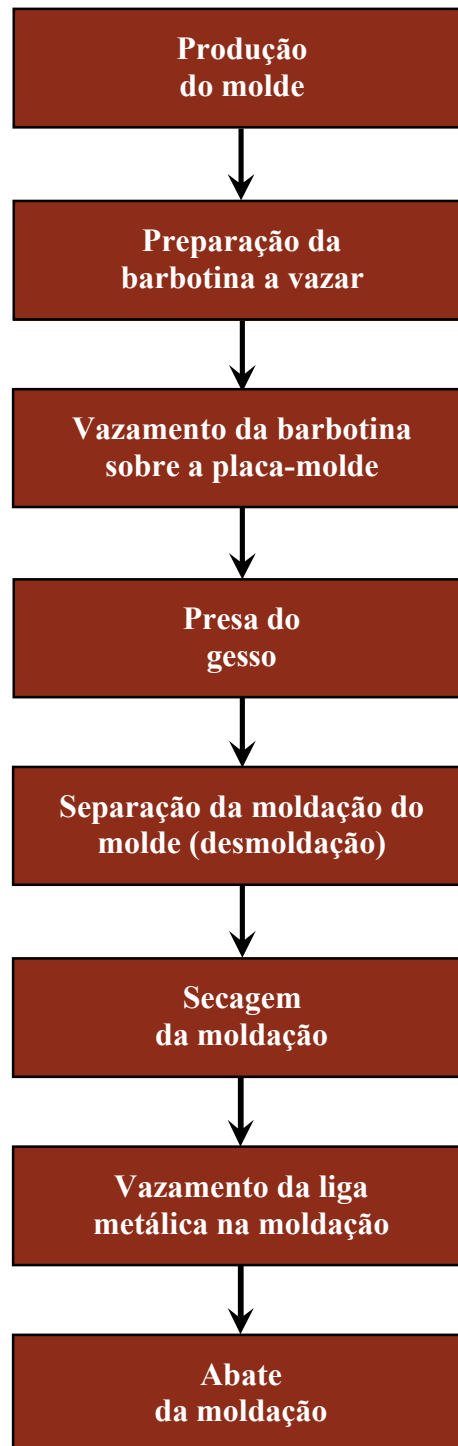 Produção
do molde
Preparação da
barbotina a vazar
Vazamento da barbotina
sobre a placa-molde
Presa do
gesso
Separação da moldação do
molde (desmoldação)
Secagem
da moldação
Vazamento da liga
metálica na moldação
Abate
da moldação